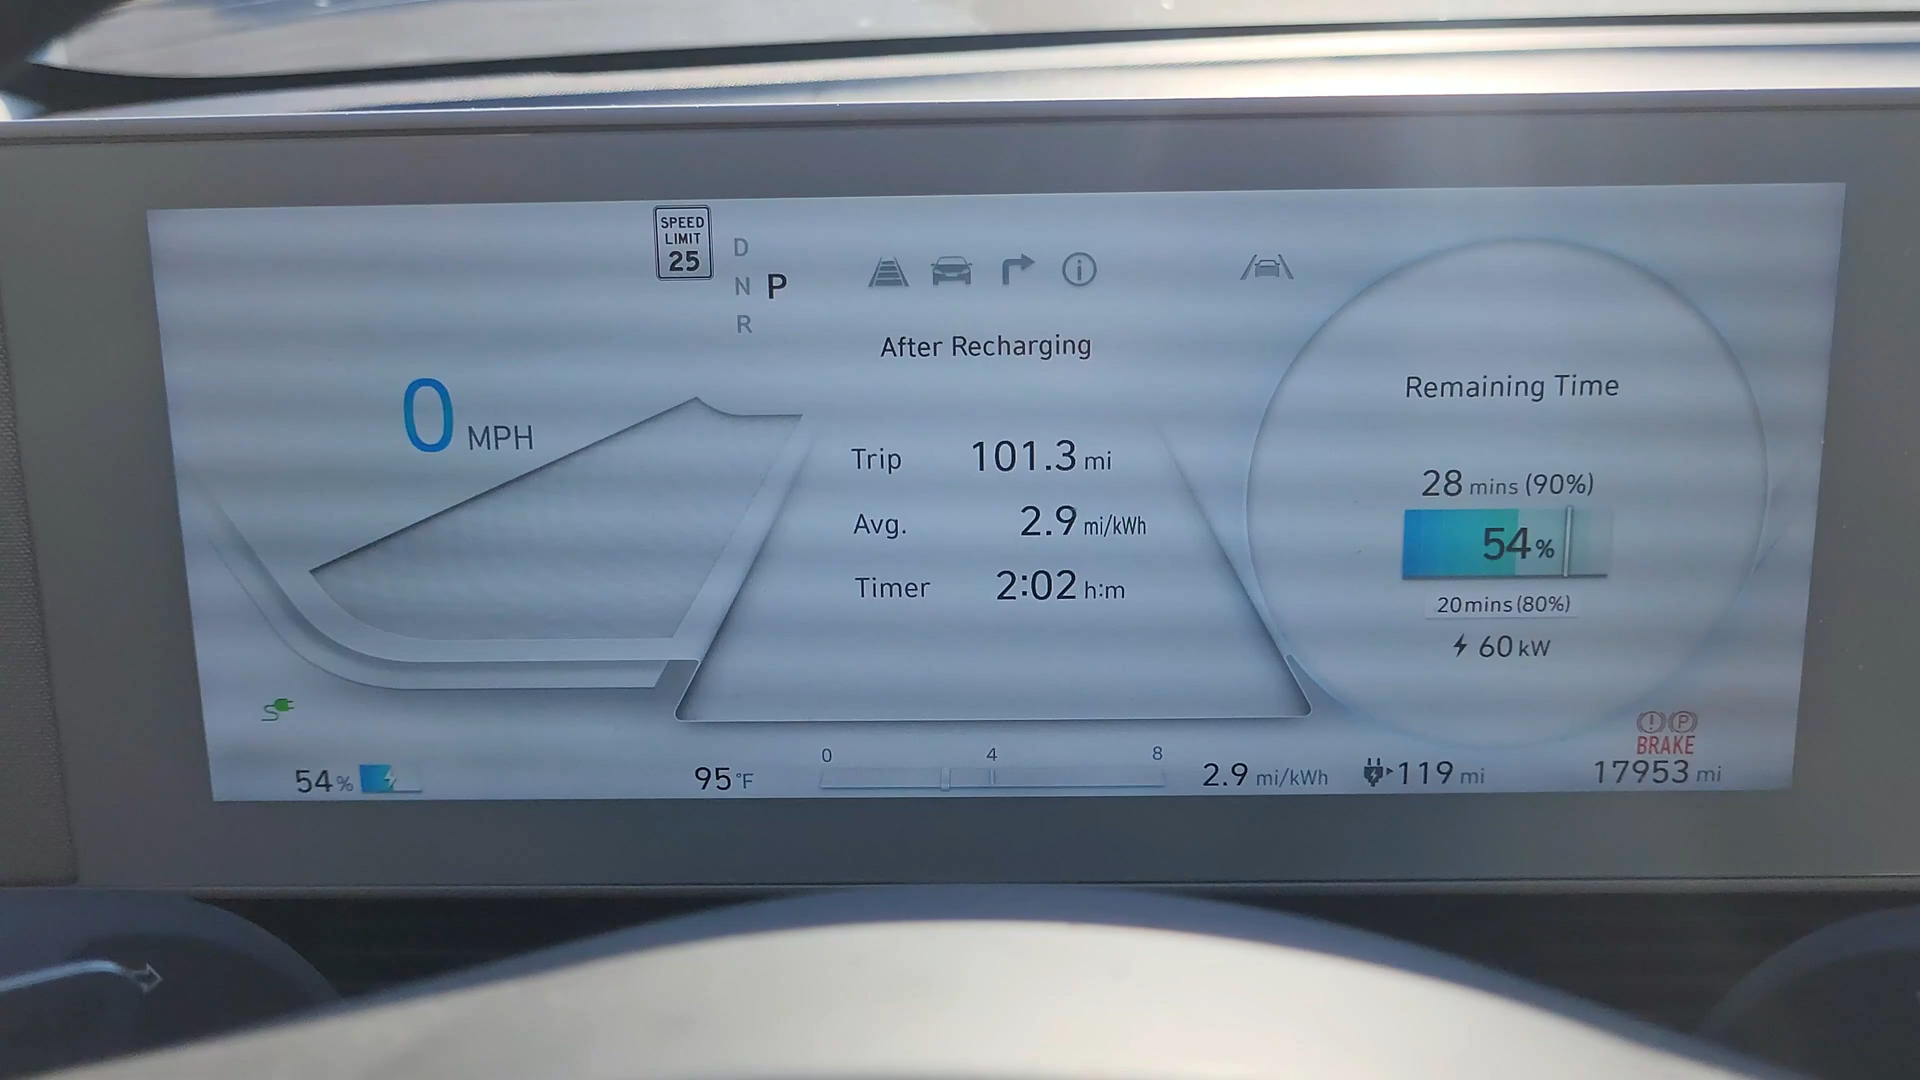 SPEED
LIMIT
25
D
N P
R
After Recharging
0 MPH
Trip 101.3 mi
Avg. 2.9 mi/kWh
Timer 2:02 h:m
Remaining Time
28 mins (90%)
54%
20mins(80%)
60 kW
BRAKE
54%
95°F
0 4 8
2.9 mi/kWh
119 mi
17953 mi